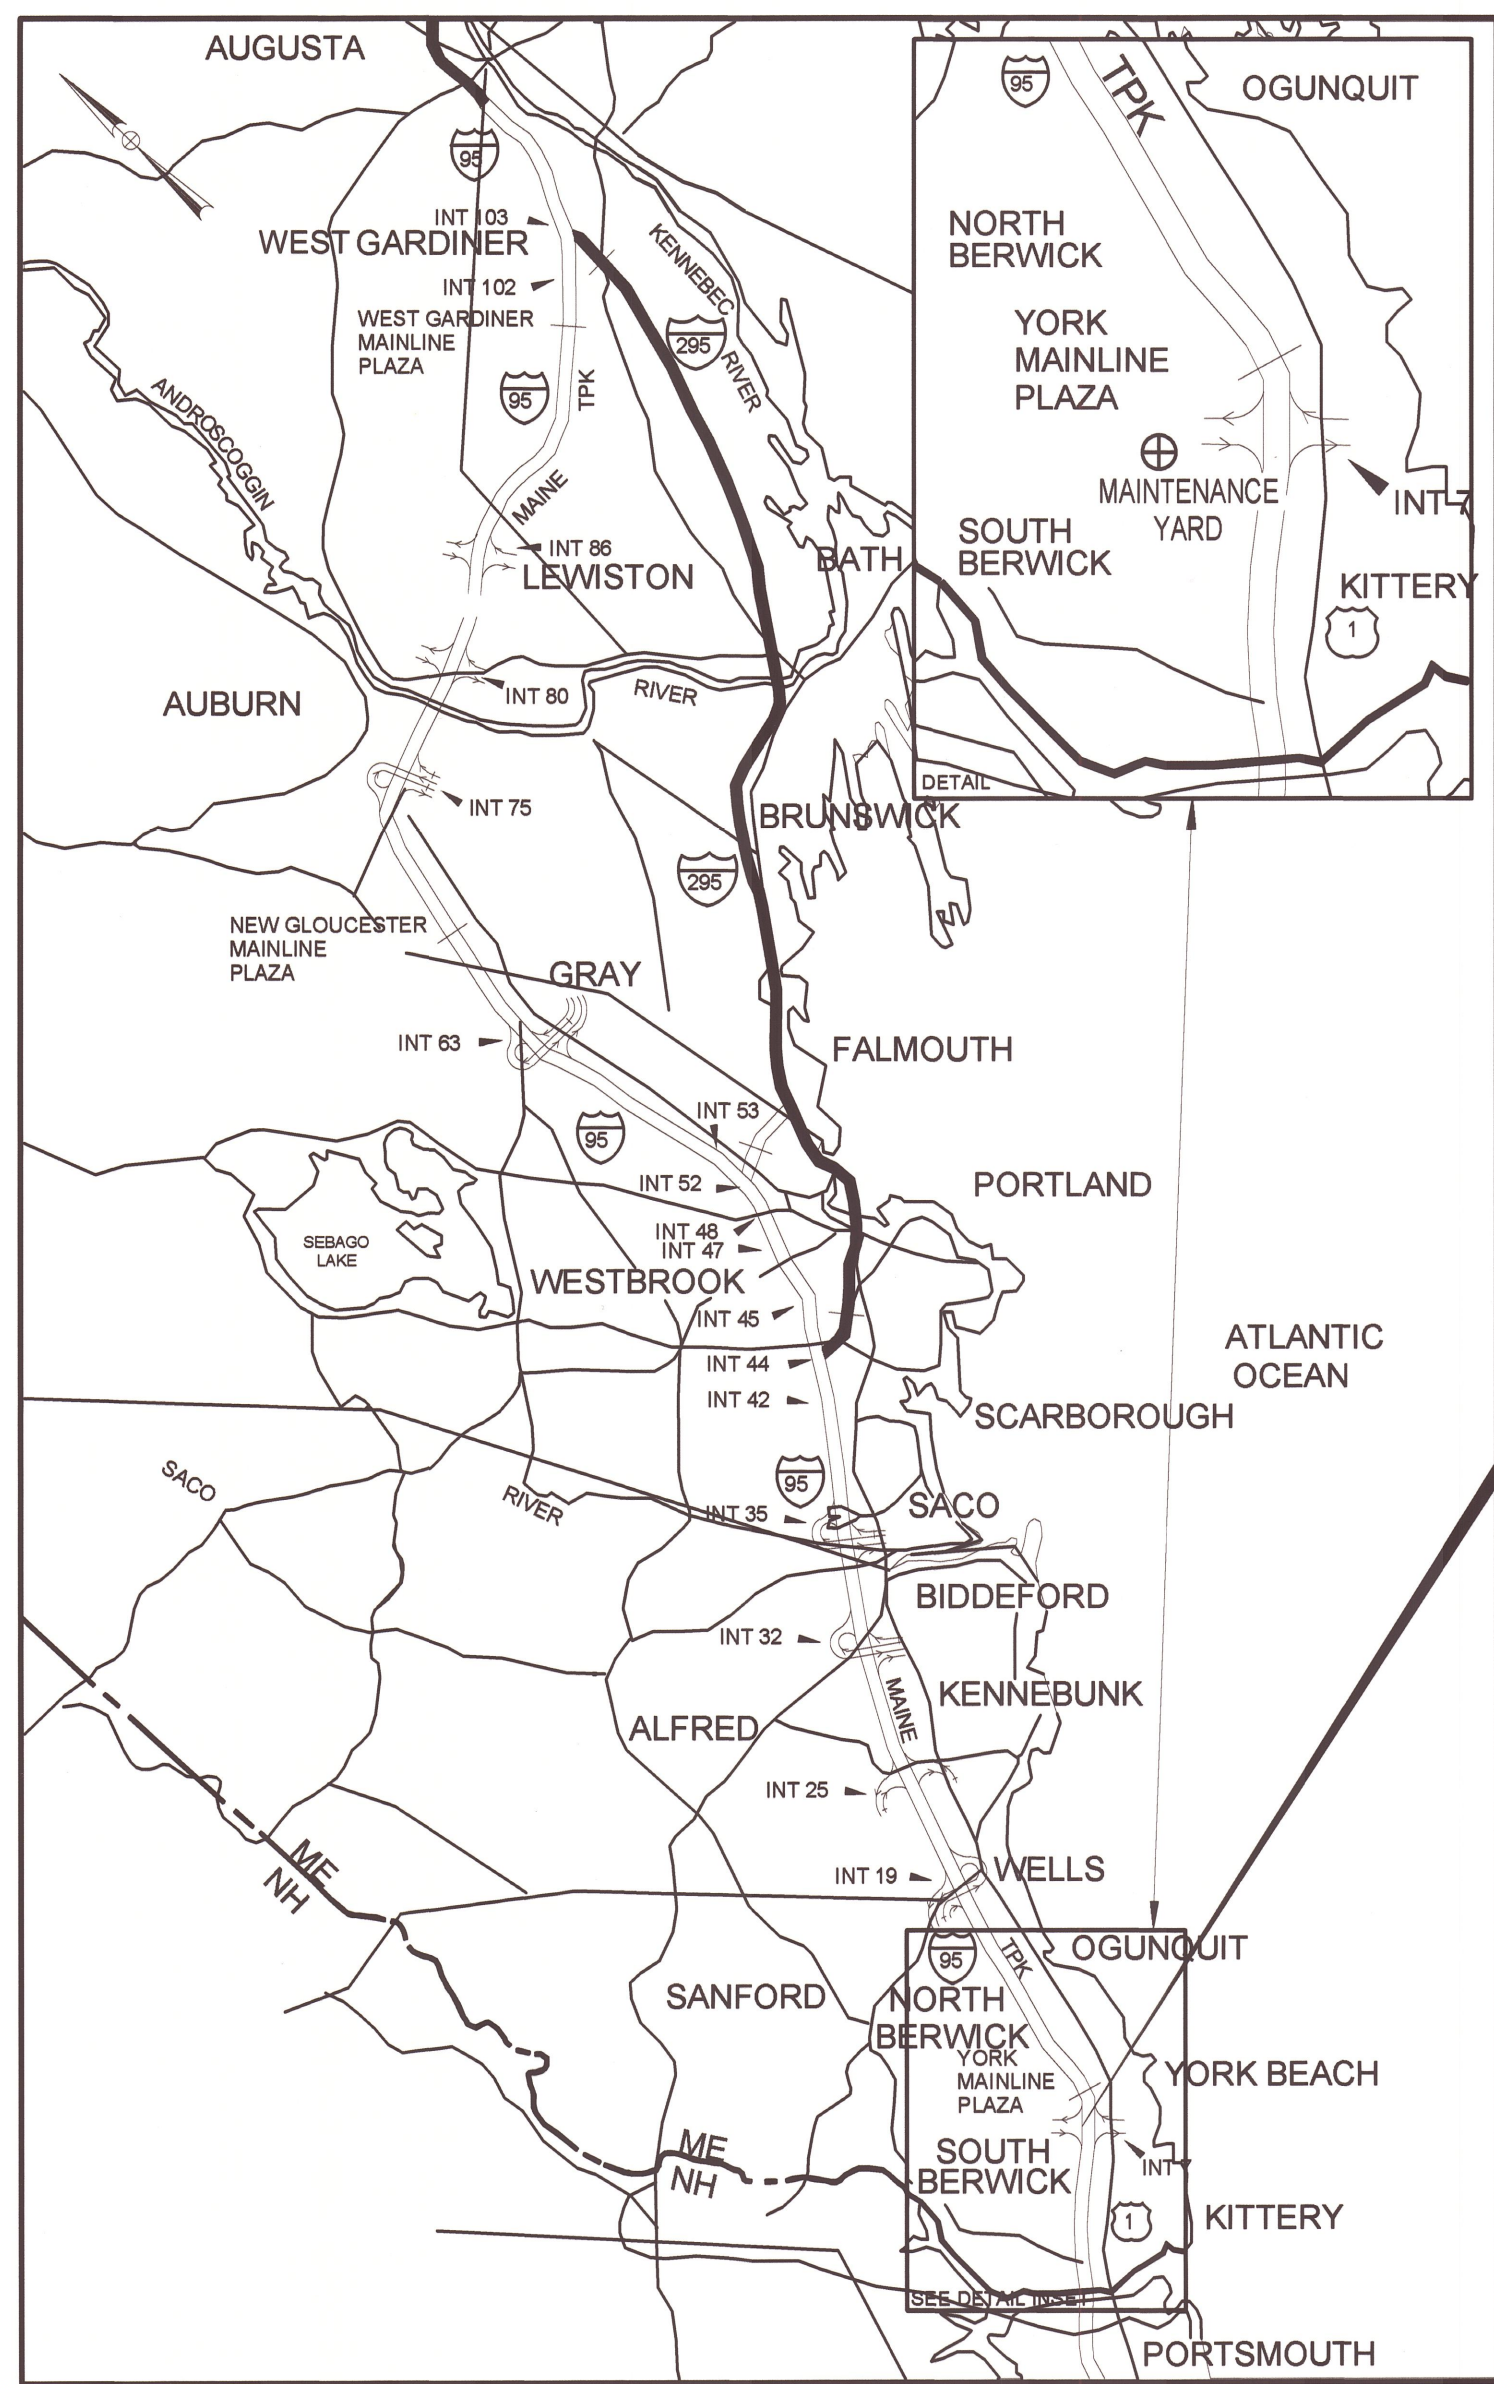 AUGUSTA
95
INT 103
WEST GARDINER
INT 102
WEST GARDINER
MAINLINE
PLAZA
KENNEBEC
RIVER
295
95
TPK
MAINE
ANDROSCOGGIN
RIVER
INT 86
LEWISTON
BATH
INT 80
AUBURN
INT 75
BRUNSWICK
295
NEW GLOUCESTER
MAINLINE
PLAZA
GRAY
INT 63
FALMOUTH
95
INT 53
INT 52
PORTLAND
INT 48
INT 47
SEBAGO
LAKE
WESTBROOK
INT 45
INT 44
INT 42
ATLANTIC
OCEAN
SCARBOROUGH
95
SACO
RIVER
INT 35
SACO
BIDDEFORD
INT 32
MAINE
KENNEBUNK
ALFRED
INT 25
ME
NH
INT 19
WELLS
95
TPK
OGUNQUIT
SANFORD
NORTH
BERWICK
YORK
MAINLINE
PLAZA
YORK BEACH
SOUTH
BERWICK
INT 7
ME
NH
1
KITTERY
SEE DETAIL INSET
PORTSMOUTH
95
TPK
OGUNQUIT
NORTH
BERWICK
YORK
MAINLINE
PLAZA
MAINTENANCE
YARD
INT 7
SOUTH
BERWICK
KITTERY
1
DETAIL